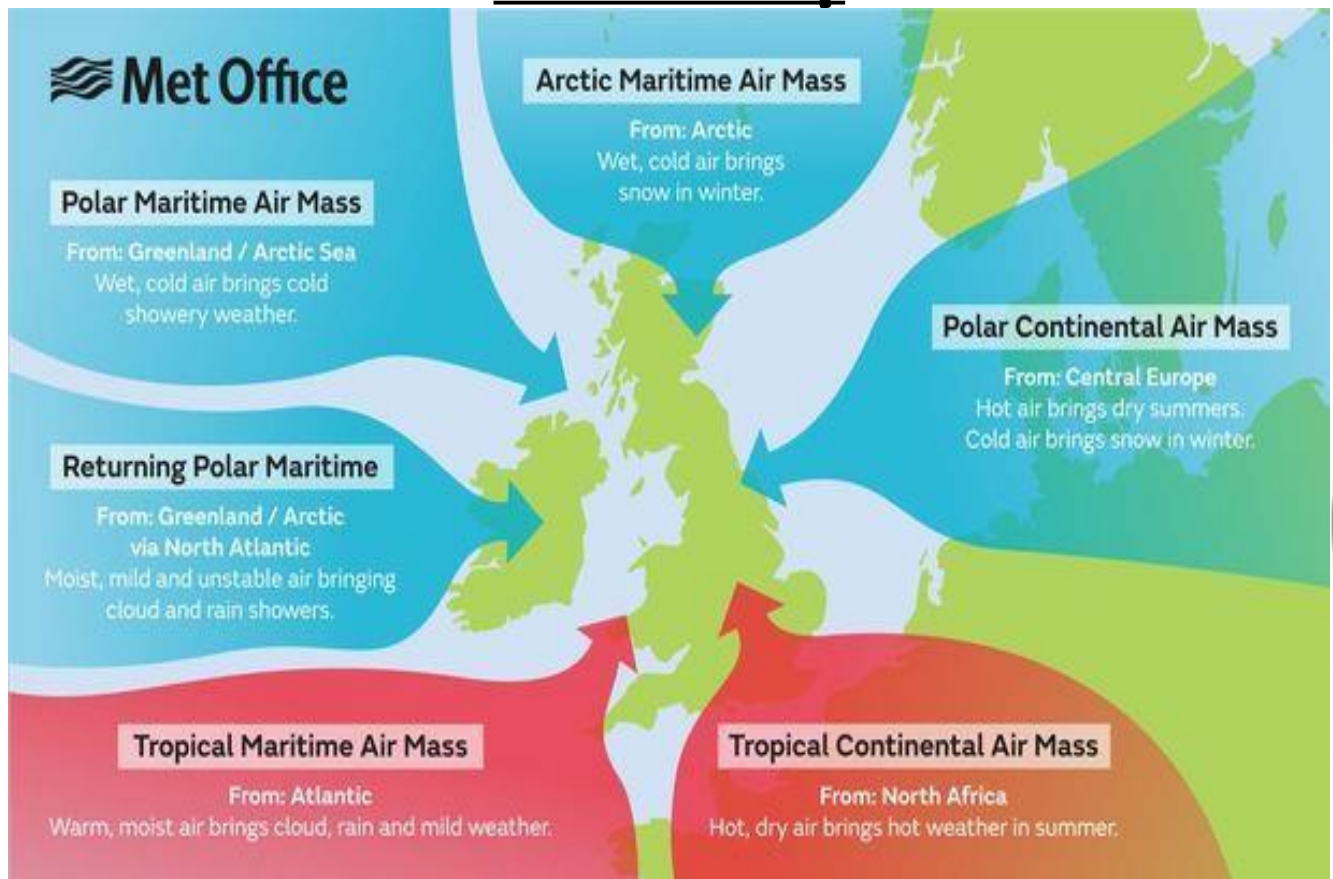 Met Office
Arctic Maritime Air Mass
From: Arctic
Wet, cold air brings
snow in winter.
Polar Maritime Air Mass
From: Greenland / Arctic Sea
Wet, cold air brings cold
showery weather.
Polar Continental Air Mass
From: Central Europe
Hot air brings dry summers.
Cold air brings snow in winter.
Returning Polar Maritime
From: Greenland / Arctic
via North Atlantic
Moist, mild and unstable air bringing
cloud and rain showers.
Tropical Maritime Air Mass
From: Atlantic
Warm, moist air brings cloud, rain and mild weather.
Tropical Continental Air Mass
From: North Africa
Hot, dry air brings hot weather in summer.